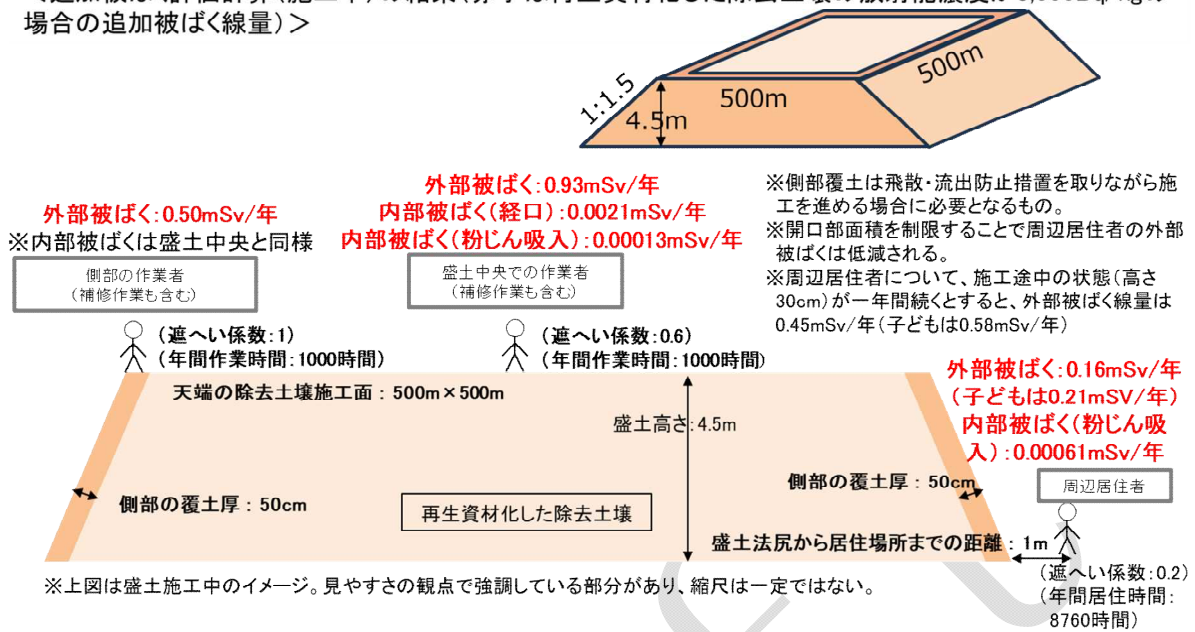 場合の追加被ばく線量)>
500m
500m
1:1.5
4.5m
外部被ばく:0.93mSv/年
内部被ばく(経口):0.0021mSv/年
内部被ばく(粉じん吸入):0.00013mSv/年
外部被ばく:0.50mSv/年
※内部被ばくは盛土中央と同様
※側部覆土は飛散・流出防止措置を取りながら施
工を進める場合に必要となるもの。
※開口部面積を制限することで周辺居住者の外部
被ばくは低減される。
※周辺居住者について、施工途中の状態(高さ
30cm)が一年間続くとすると、外部被ばく線量は
0.45mSv/年(子どもは0.58mSv/年)
側部の作業者
(補修作業も含む)
盛土中央での作業者
(補修作業も含む)
(遮へい係数:1)
(年間作業時間:1000時間)
(遮へい係数:0.6)
(年間作業時間:1000時間)
外部被ばく:0.16mSv/年
(子どもは0.21mSV/年)
内部被ばく(粉じん吸
入):0.00061mSv/年
天端の除去土壌施工面:500m×500m
盛土高さ:4.5m
側部の覆土厚:50cm
周辺居住者
側部の覆土厚:50cm
再生資材化した除去土壌
盛土法尻から居住場所までの距離:1m
※上図は盛土施工中のイメージ。見やすさの観点で強調している部分があり、縮尺は一定ではない。
(遮へい係数:0.2)
(年間居住時間:
8760時間)